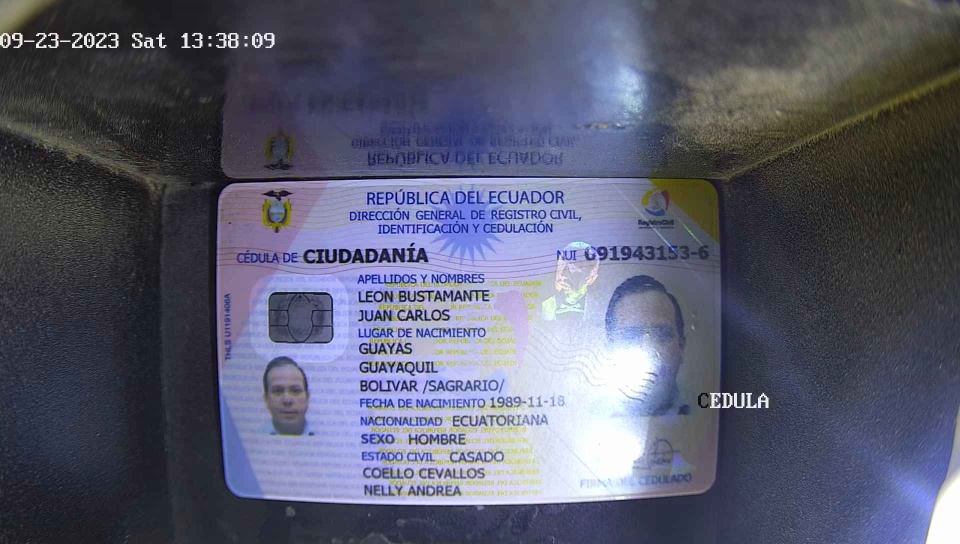 09-23-2023 Sat 13:38:09
REPÚBLICA DEL ECUADOR
DIRECCIÓN GENERAL DE REGISTRO CIVIL,
IDENTIFICACIÓN Y CEDULACIÓN
RegistroCivil
CÉDULA DE CIUDADANÍA
NUI 091943153-6
APELLIDOS Y NOMBRES
LEON BUSTAMANTE
JUAN CARLOS
LUGAR DE NACIMIENTO
GUAYAS
GUAYAQUIL
BOLIVAR /SAGRARIO/
FECHA DE NACIMIENTO 1989-11-18
NACIONALIDAD ECUATORIANA
SEXO HOMBRE
ESTADO CIVIL CASADO
COELLO CEVALLOS
NELLY ANDREA
FIRMA DEL CEDULADO
CEDULA